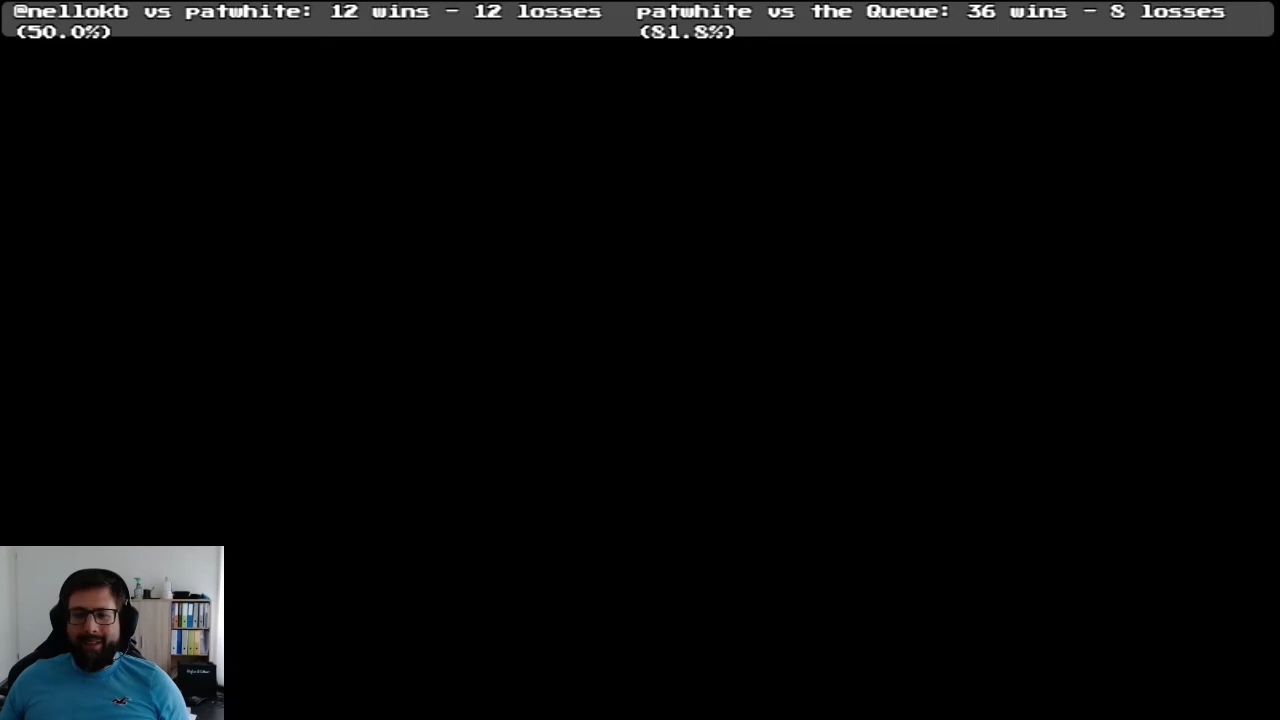 @nellokb vs patwhite: 12 wins - 12 losses
(50.0%)
patwhite vs the Queue: 36 wins - 8 losses
(81.8%)